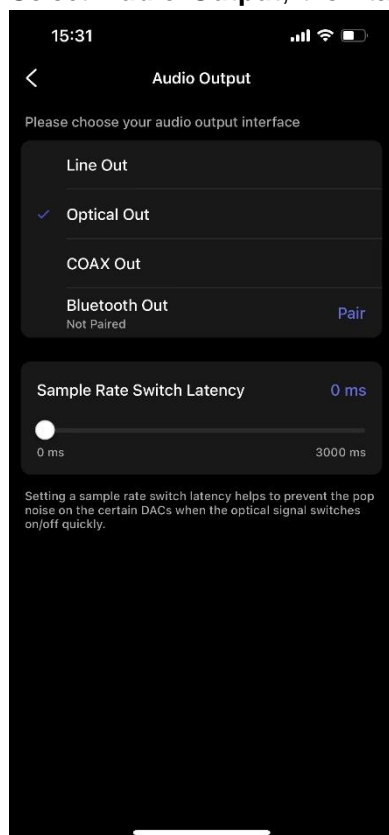 15:31
Audio Output
Please choose your audio output interface
Line Out
Optical Out
COAX Out
Bluetooth Out
Pair
Not Paired
Sample Rate Switch Latency 0 ms
0 ms 3000 ms
Setting a sample rate switch latency helps to prevent the pop
noise on the certain DACs when the optical signal switches
on/off quickly.